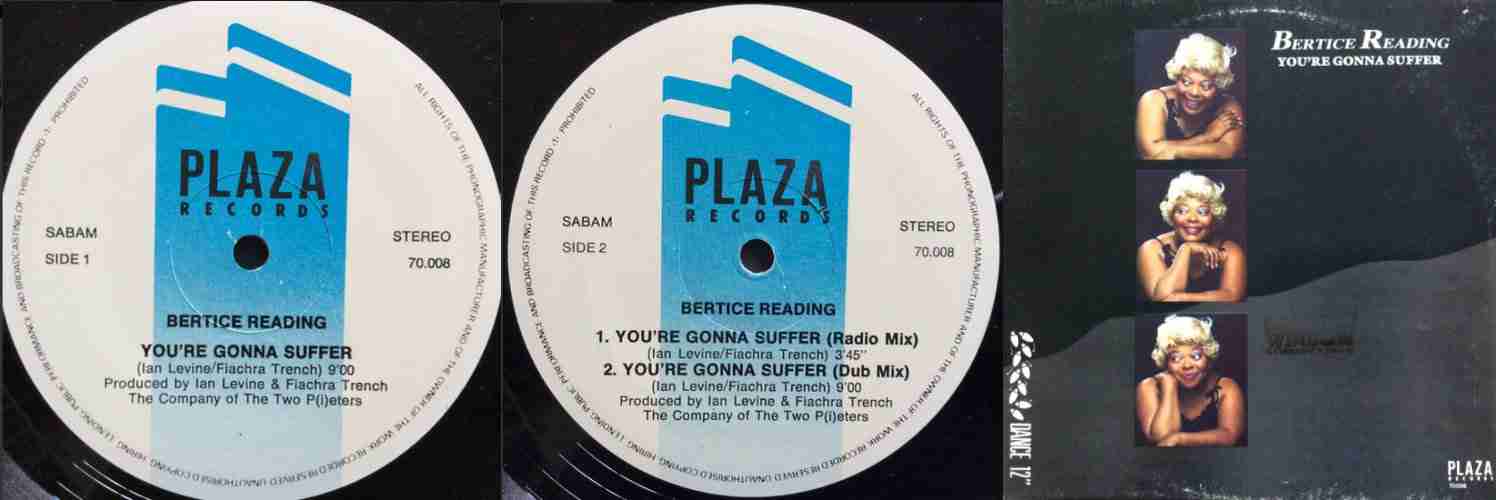 PLAZA
RECORDS
SABAM
SIDE 1
STEREO
70.008
BERTICE READING
YOU'RE GONNA SUFFER
(Ian Levine/Fiachra Trench) 9'00
Produced by Ian Levine & Fiachra Trench
The Company of The Two P(i)eters
ALL RIGHTS OF THE PHONOGRAPHIC MANUFACTURER AND OF THE OWNER OF THE WORK RECORDED RESERVED UNAUTHORISED COPYING, HIRING, LENDING, PUBLIC PERFORMANCE AND BROADCASTING OF THIS RECORD -1- PROHIBITED
PLAZA
RECORDS
SABAM
SIDE 2
STEREO
70.008
BERTICE READING
1. YOU'RE GONNA SUFFER (Radio Mix)
(Ian Levine/Fiachra Trench) 3'45"
2. YOU'RE GONNA SUFFER (Dub Mix)
(Ian Levine/Fiachra Trench) 9'00
Produced by Ian Levine & Fiachra Trench
The Company of The Two P(i)eters
ALL RIGHTS OF THE PHONOGRAPHIC MANUFACTURER AND OF THE OWNER OF THE WORK RECORDED RESERVED UNAUTHORISED COPYING, HIRING, LENDING, PUBLIC PERFORMANCE AND BROADCASTING OF THIS RECORD -1- PROHIBITED
BERTICE READING
YOU'RE GONNA SUFFER
DANCE 12"
PLAZA
RECORDS
70.008